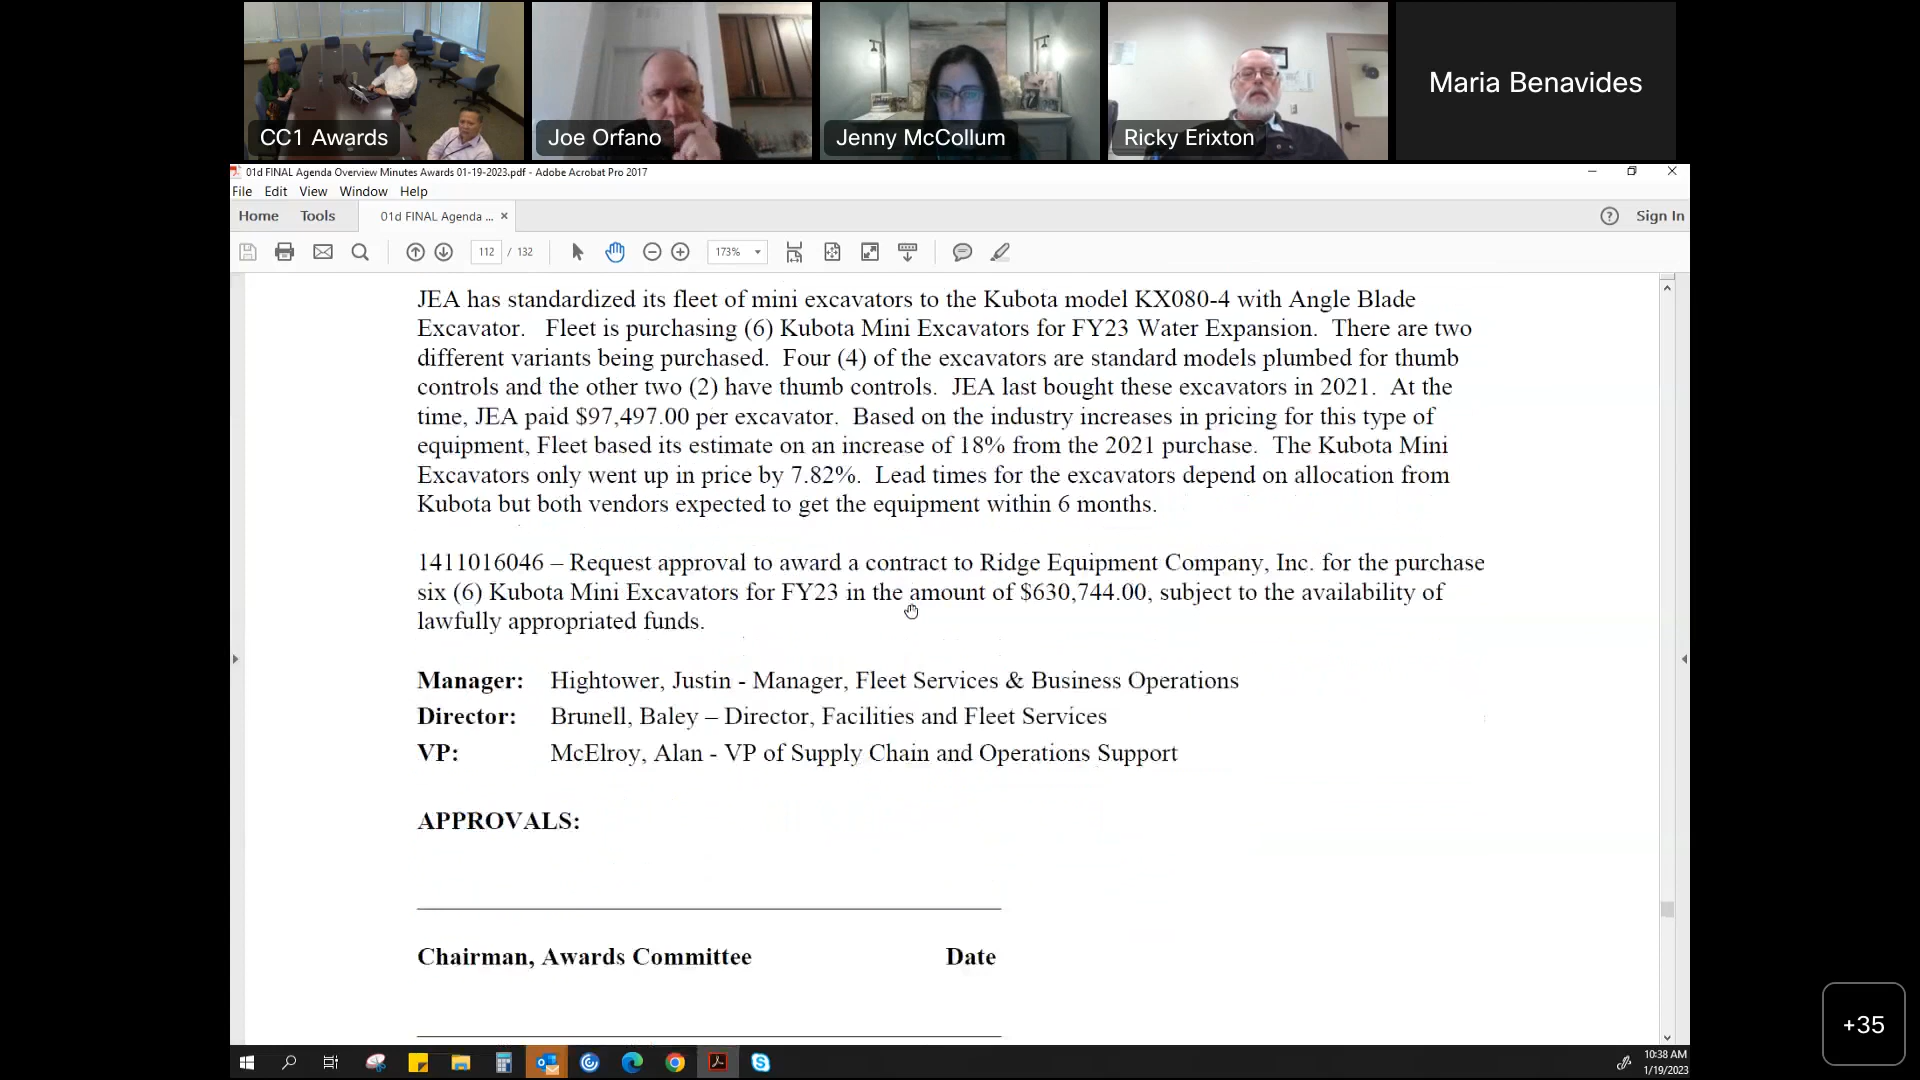 CC1 Awards
Joe Orfano
Jenny McCollum
Ricky Erixton
Maria Benavides
01d FINAL Agenda Overview Minutes Awards 01-19-2023.pdf - Adobe Acrobat Pro 2017
File Edit View Window Help
Home Tools 01d FINAL Agenda ... × ? Sign In
112 / 132 173%
JEA has standardized its fleet of mini excavators to the Kubota model KX080-4 with Angle Blade
Excavator. Fleet is purchasing (6) Kubota Mini Excavators for FY23 Water Expansion. There are two
different variants being purchased. Four (4) of the excavators are standard models plumbed for thumb
controls and the other two (2) have thumb controls. JEA last bought these excavators in 2021. At the
time, JEA paid $97,497.00 per excavator. Based on the industry increases in pricing for this type of
equipment, Fleet based its estimate on an increase of 18% from the 2021 purchase. The Kubota Mini
Excavators only went up in price by 7.82%. Lead times for the excavators depend on allocation from
Kubota but both vendors expected to get the equipment within 6 months.
1411016046 – Request approval to award a contract to Ridge Equipment Company, Inc. for the purchase
six (6) Kubota Mini Excavators for FY23 in the amount of $630,744.00, subject to the availability of
lawfully appropriated funds.
Manager: Hightower, Justin - Manager, Fleet Services & Business Operations
Director: Brunell, Baley – Director, Facilities and Fleet Services
VP: McElroy, Alan - VP of Supply Chain and Operations Support
APPROVALS:
Chairman, Awards Committee Date
+35
10:38 AM
1/19/2023